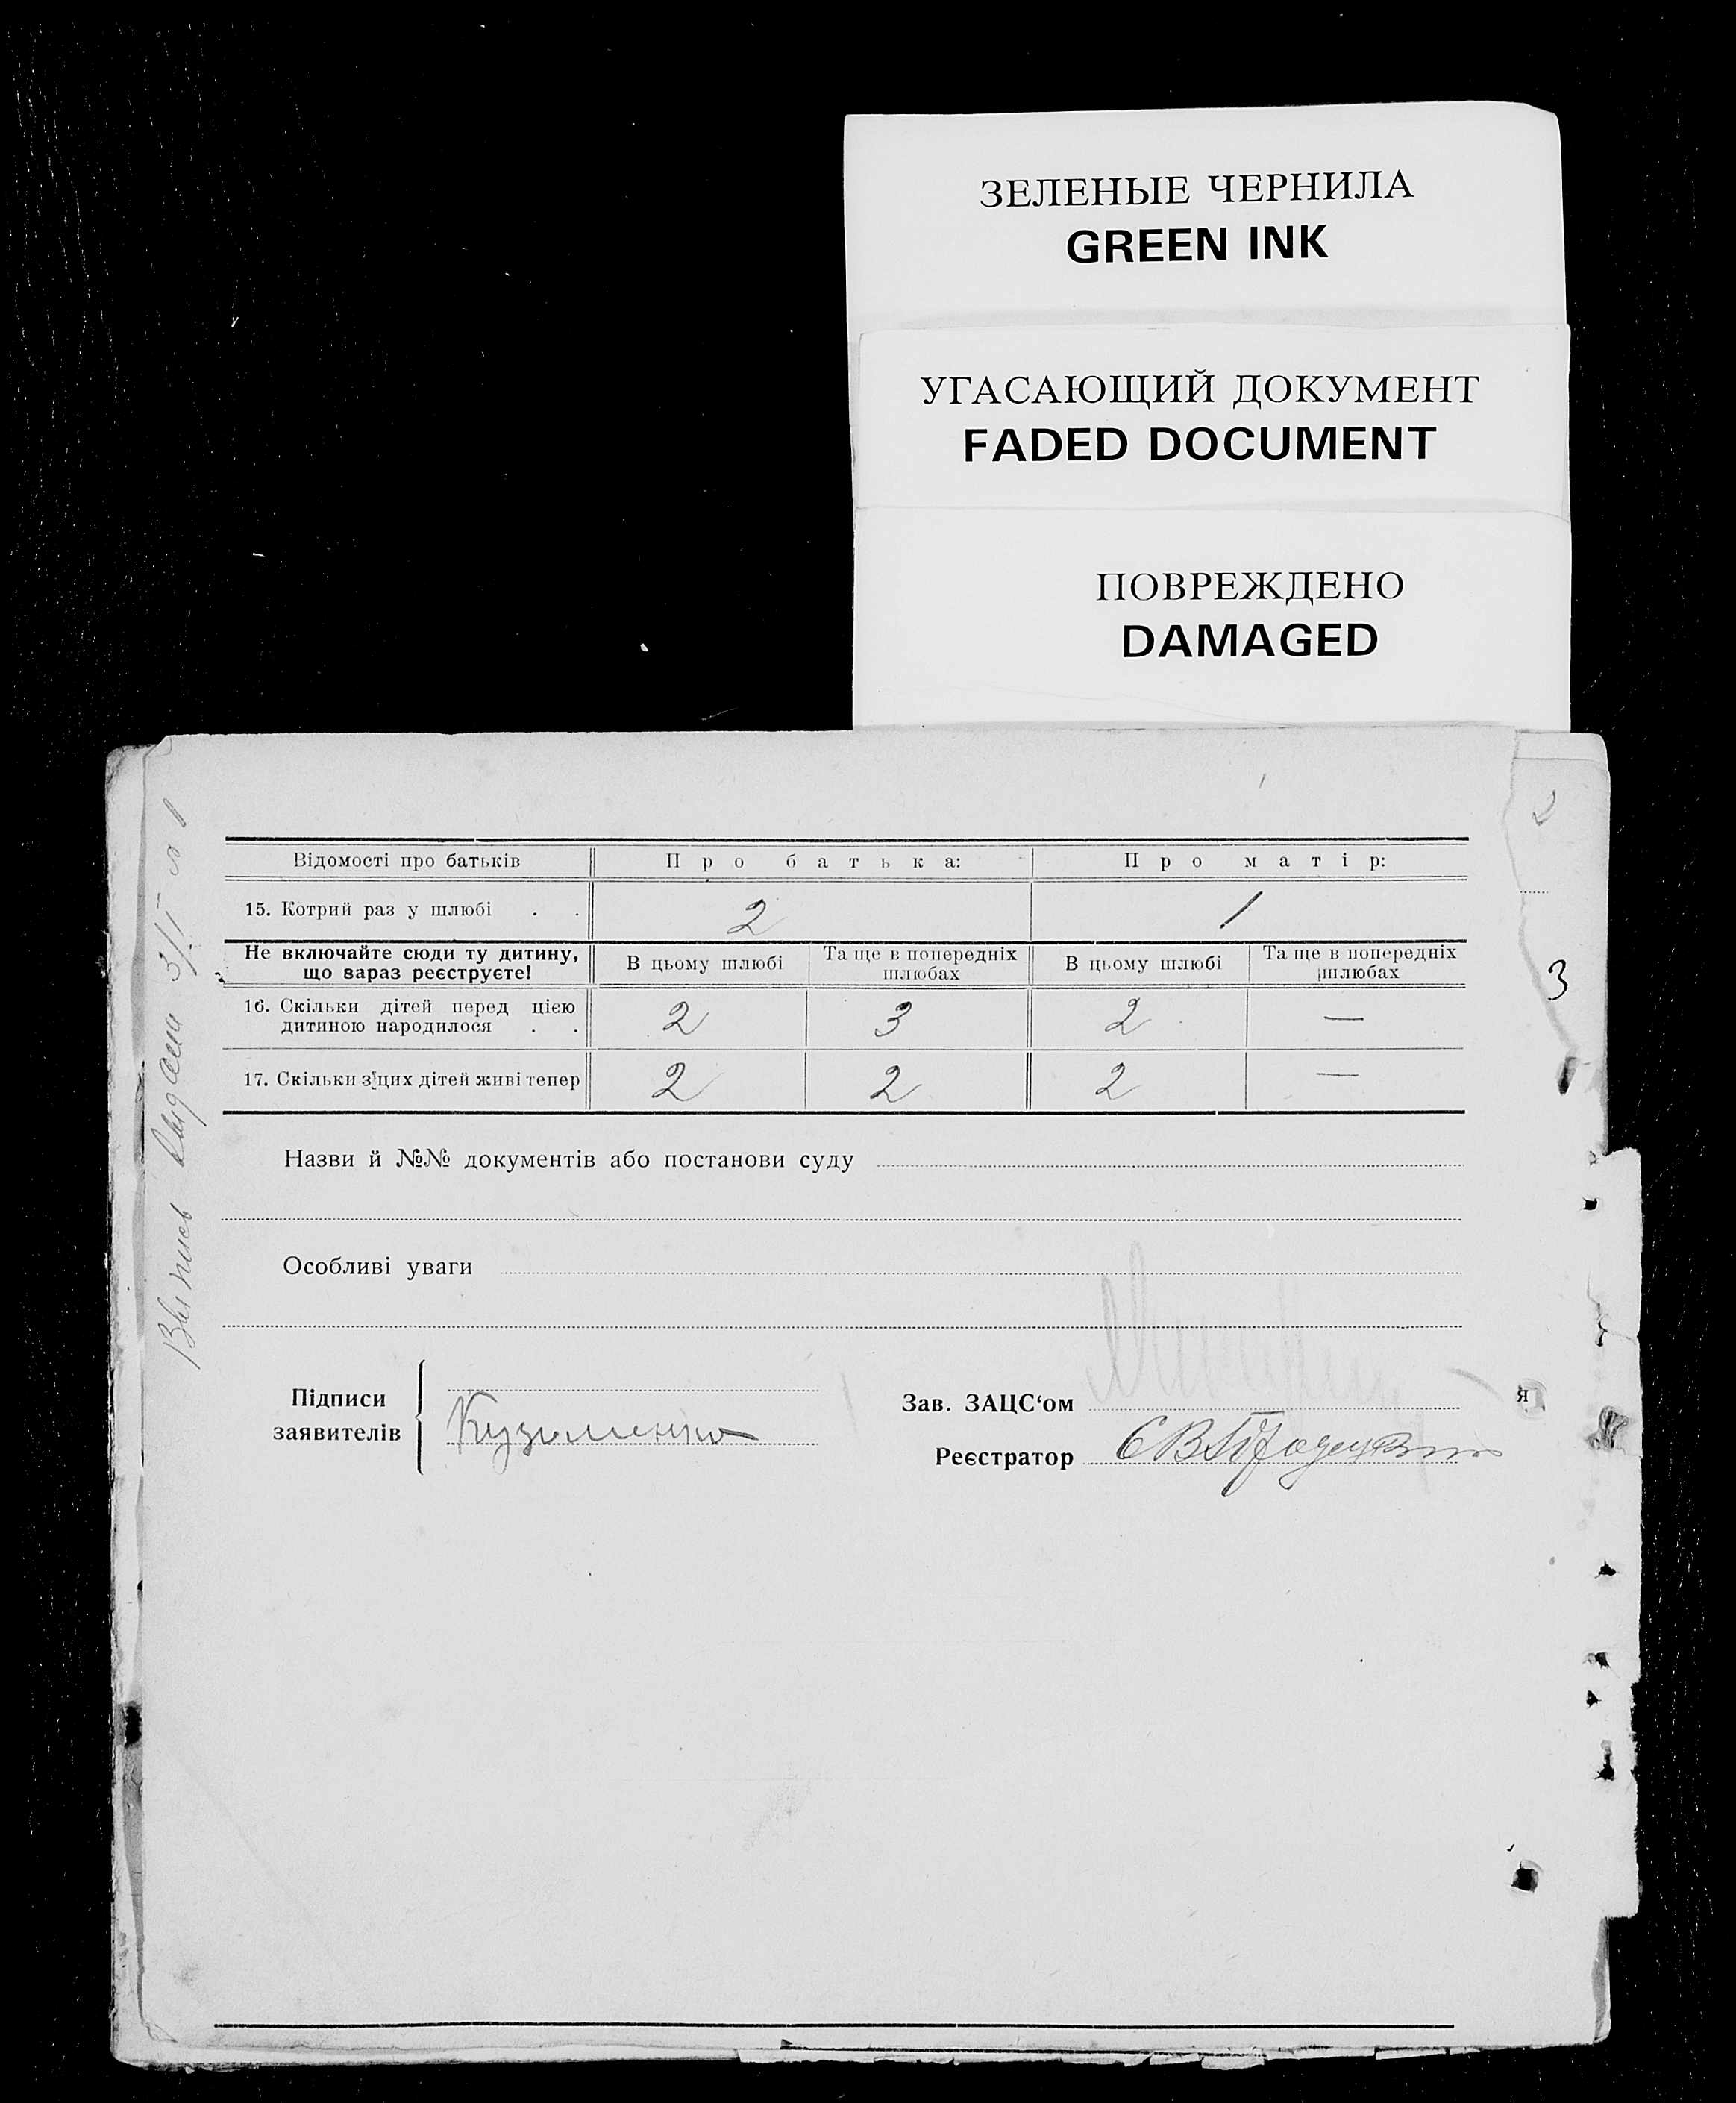 ЗЕЛЕНЫЕ ЧЕРНИЛА
GREEN INK
УГАСАЮЩИЙ ДОКУМЕНТ
FADED DOCUMENT
ПОВРЕЖДЕНО
DAMAGED
2
Відомості про батьків Про батька: Про матір:
15. Котрий раз у шлюбі . . 2 1
Не включайте сюди ту дитину, що вараз реєструєте!
В цьому шлюбі
Та ще в попередніх шлюбах
В цьому шлюбі
Та ще в попередніх шлюбах
3
16. Скільки дітей перед цією
дитиною народилося . . 2 3 2 —
17. Скільки з цих дітей живі тепер 2 2 2 —
Назви й №№ документів або постанови суду
Особливі уваги
Підписи
заявителів
Кузьменко
Зав. ЗАЦС‘ом
Реєстратор
я
Выпись выдана